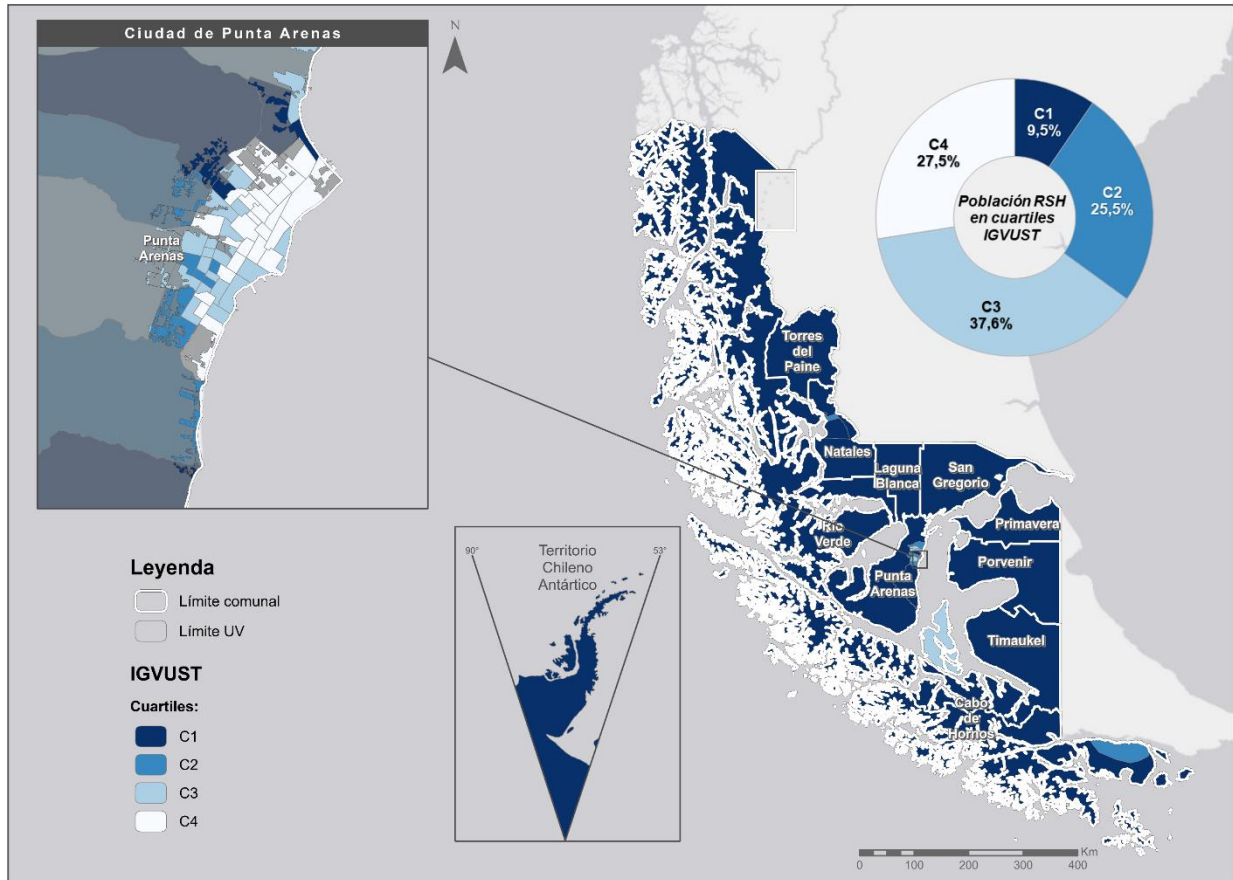 Ciudad de Punta Arenas
Punta
Arenas
N
C1
9,5%
C2
25,5%
C3
37,6%
C4
27,5%
Población RSH
en cuartiles
IGVUST
Torres
del
Paine
Natales
Laguna
Blanca
San
Gregorio
Primavera
Río
Verde
Porvenir
Punta
Arenas
Timaukel
Cabo
de
Hornos
Leyenda
Límite comunal
Límite UV
IGVUST
Cuartiles:
C1
C2
C3
C4
90°
53°
Territorio
Chileno
Antártico
Km
0 100 200 300 400